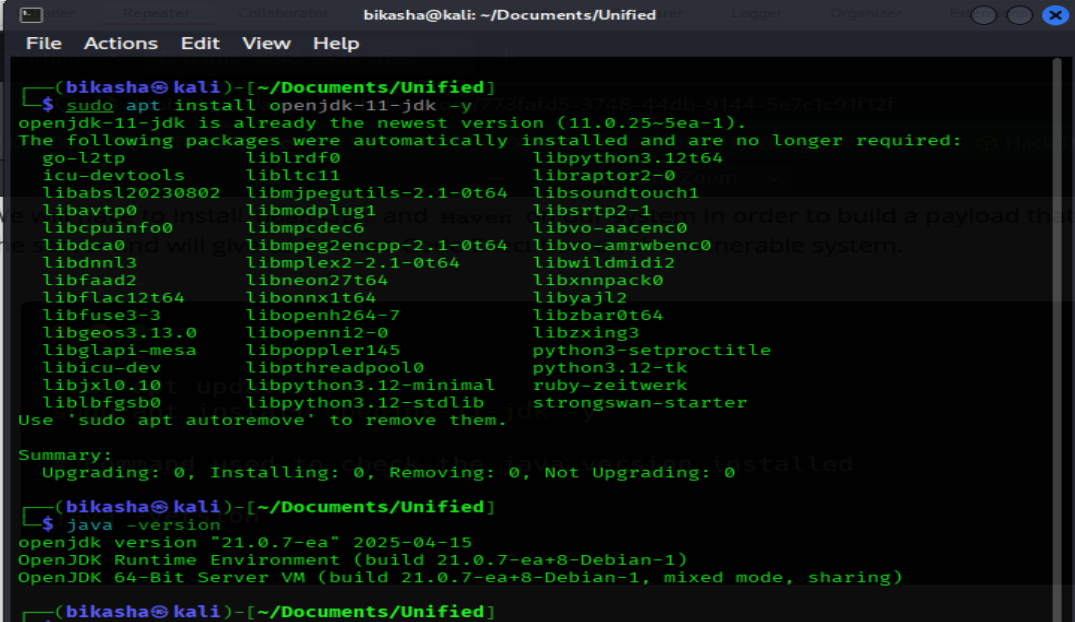 Repeater Collaborator Logger Organizer
bikasha@kali: ~/Documents/Unified
File Actions Edit View Help
┌──(bikasha㉿kali)-[~/Documents/Unified]
└─$ sudo apt install openjdk-11-jdk -y
openjdk-11-jdk is already the newest version (11.0.25~5ea-1).
The following packages were automatically installed and are no longer required:
go-l2tp liblrdf0 libpython3.12t64
icu-devtools libltc11 libraptor2-0
libabsl20230802 libmjpegutils-2.1-0t64 libsoundtouch1
libavtp0 libmodplug1 libsrtp2-1
libcpuinfo0 libmpcdec6 libvo-aacenc0
libdca0 libmpeg2encpp-2.1-0t64 libvo-amrwbenc0
libdnnl3 libmplex2-2.1-0t64 libwildmidi2
libfaad2 libneon27t64 libxnnpack0
libflac12t64 libonnx1t64 libyajl2
libfuse3-3 libopenh264-7 libzbar0t64
libgeos3.13.0 libopenni2-0 libzxing3
libglapi-mesa libpoppler145 python3-setproctitle
libicu-dev libpthreadpool0 python3.12-tk
libjxl0.10 libpython3.12-minimal ruby-zeitwerk
liblbfgsb0 libpython3.12-stdlib strongswan-starter
Use 'sudo apt autoremove' to remove them.
Summary:
Upgrading: 0, Installing: 0, Removing: 0, Not Upgrading: 0
┌──(bikasha㉿kali)-[~/Documents/Unified]
└─$ java -version
openjdk version "21.0.7-ea" 2025-04-15
OpenJDK Runtime Environment (build 21.0.7-ea+8-Debian-1)
OpenJDK 64-Bit Server VM (build 21.0.7-ea+8-Debian-1, mixed mode, sharing)
┌──(bikasha㉿kali)-[~/Documents/Unified]